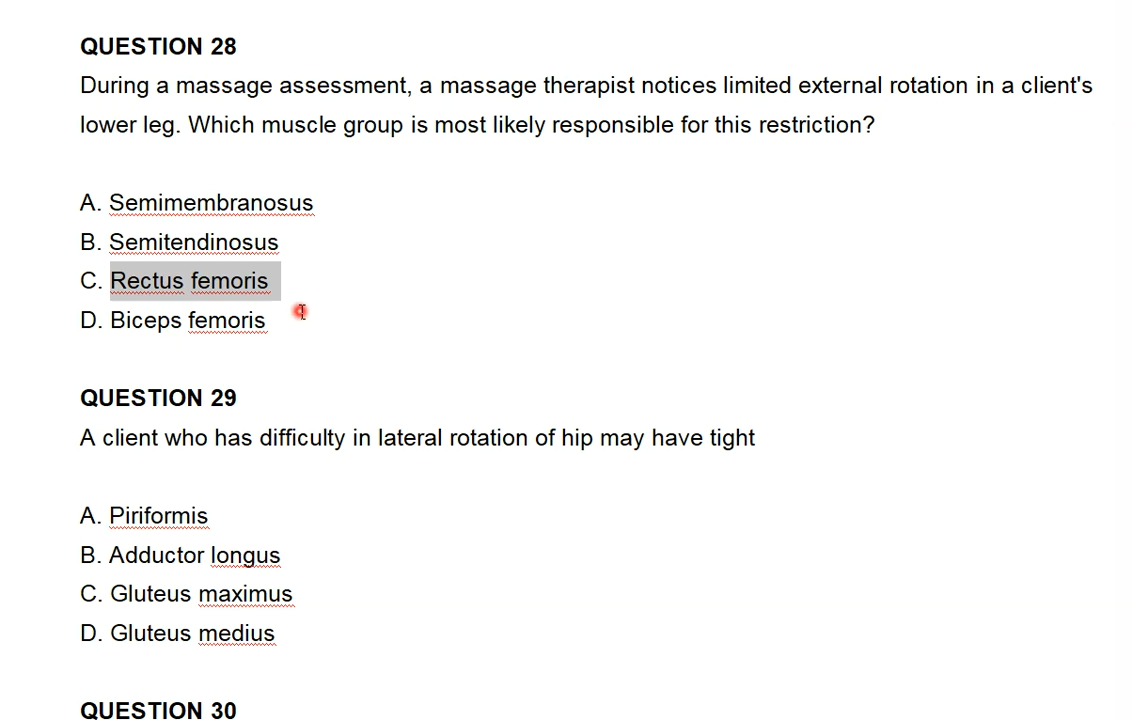 QUESTION 28
During a massage assessment, a massage therapist notices limited external rotation in a client's
lower leg. Which muscle group is most likely responsible for this restriction?
A. Semimembranosus
B. Semitendinosus
C. Rectus femoris
D. Biceps femoris
QUESTION 29
A client who has difficulty in lateral rotation of hip may have tight
A. Piriformis
B. Adductor longus
C. Gluteus maximus
D. Gluteus medius
QUESTION 30